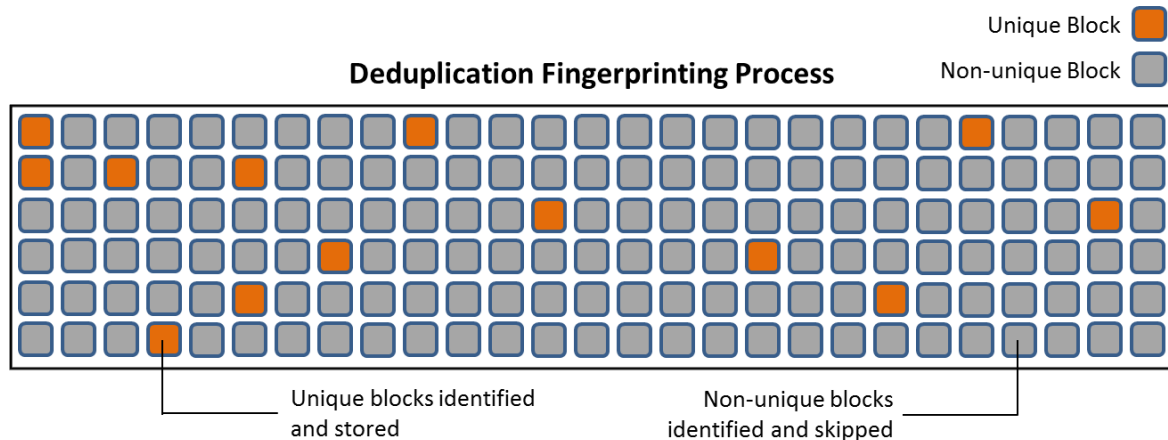 Unique Block
Deduplication Fingerprinting Process
Non-unique Block
Unique blocks identified
and stored
Non-unique blocks
identified and skipped